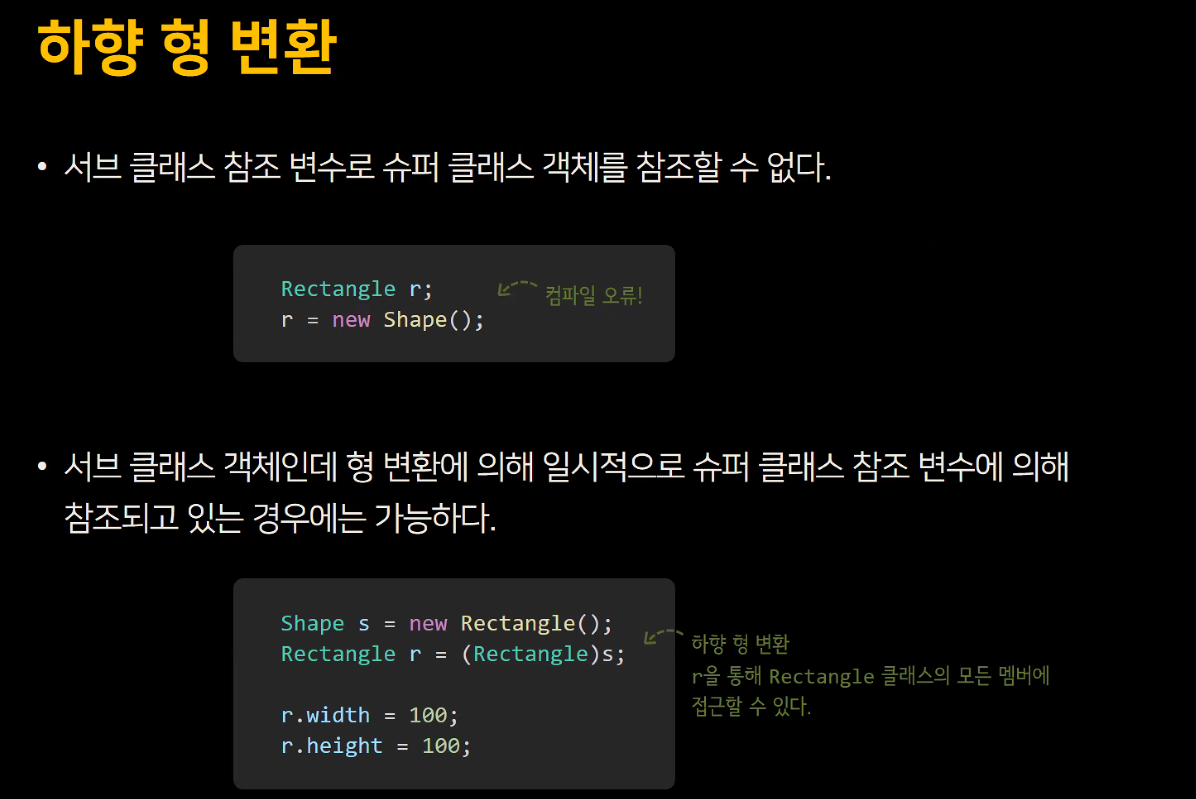 하향 형 변환
• 서브 클래스 참조 변수로 슈퍼 클래스 객체를 참조할 수 없다.
Rectangle r;
r = new Shape();
컴파일 오류!
• 서브 클래스 객체인데 형 변환에 의해 일시적으로 슈퍼 클래스 참조 변수에 의해
참조되고 있는 경우에는 가능하다.
Shape s = new Rectangle();
Rectangle r = (Rectangle)s;
r.width = 100;
r.height = 100;
하향 형 변환
r을 통해 Rectangle 클래스의 모든 멤버에
접근할 수 있다.